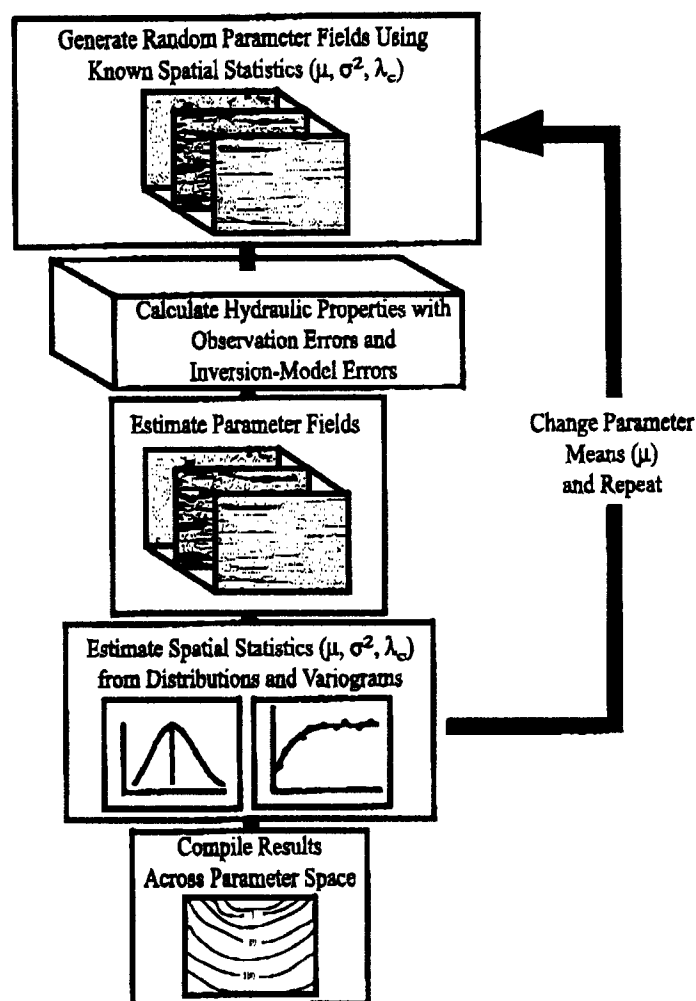 Generate Random Parameter Fields Using
Known Spatial Statistics (μ, σ², λc)
Calculate Hydraulic Properties with
Observation Errors and
Inversion-Model Errors
Estimate Parameter Fields
Change Parameter
Means (μ)
and Repeat
Estimate Spatial Statistics (μ, σ², λc)
from Distributions and Variograms
Compile Results
Across Parameter Space